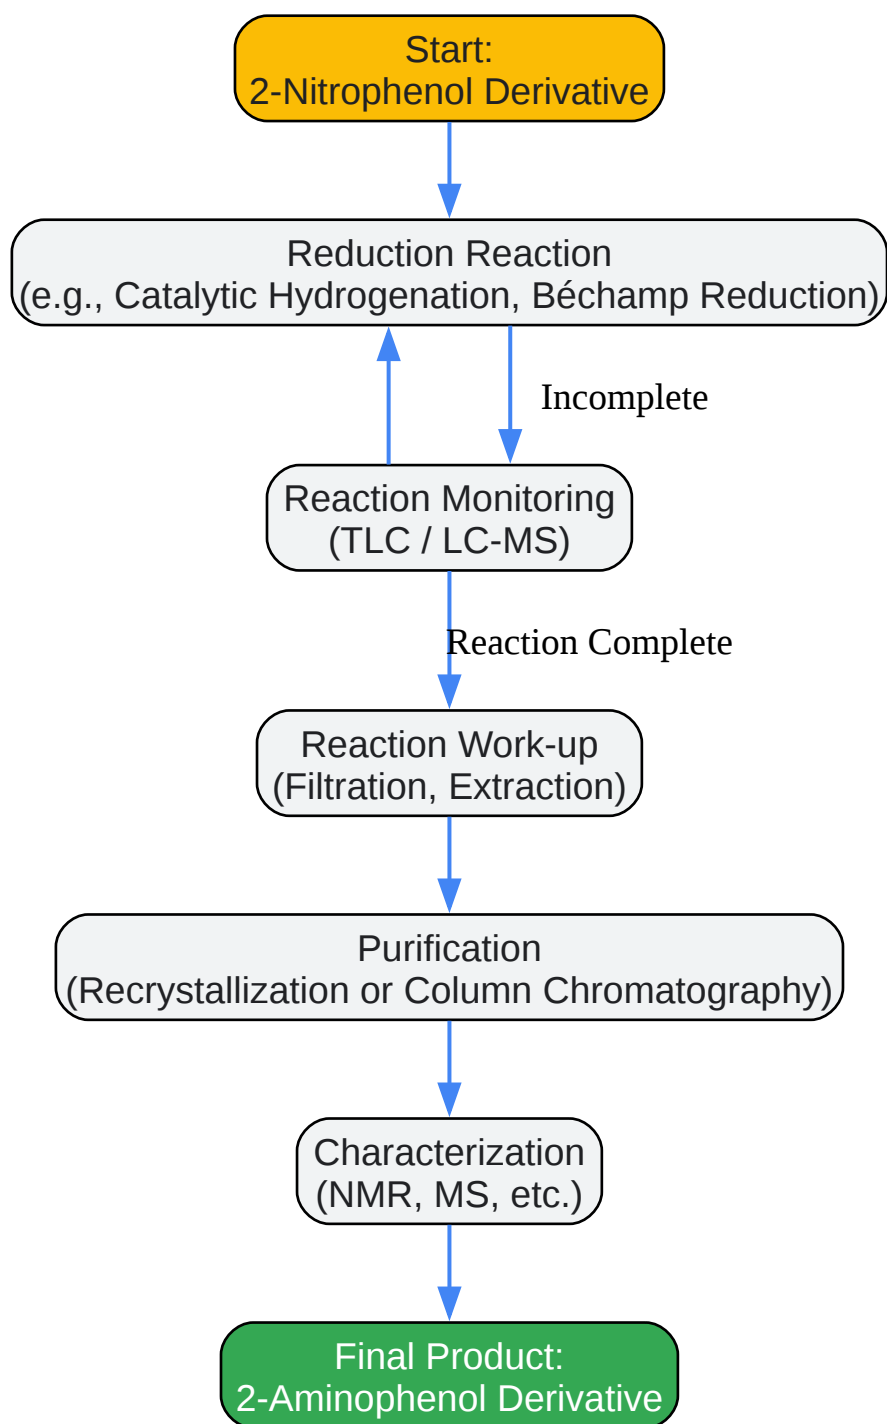 Start:
2-Nitrophenol Derivative
Reduction Reaction
(e.g., Catalytic Hydrogenation, Béchamp Reduction)
Incomplete
Reaction Monitoring
(TLC / LC-MS)
Reaction Complete
Reaction Work-up
(Filtration, Extraction)
Purification
(Recrystallization or Column Chromatography)
Characterization
(NMR, MS, etc.)
Final Product:
2-Aminophenol Derivative